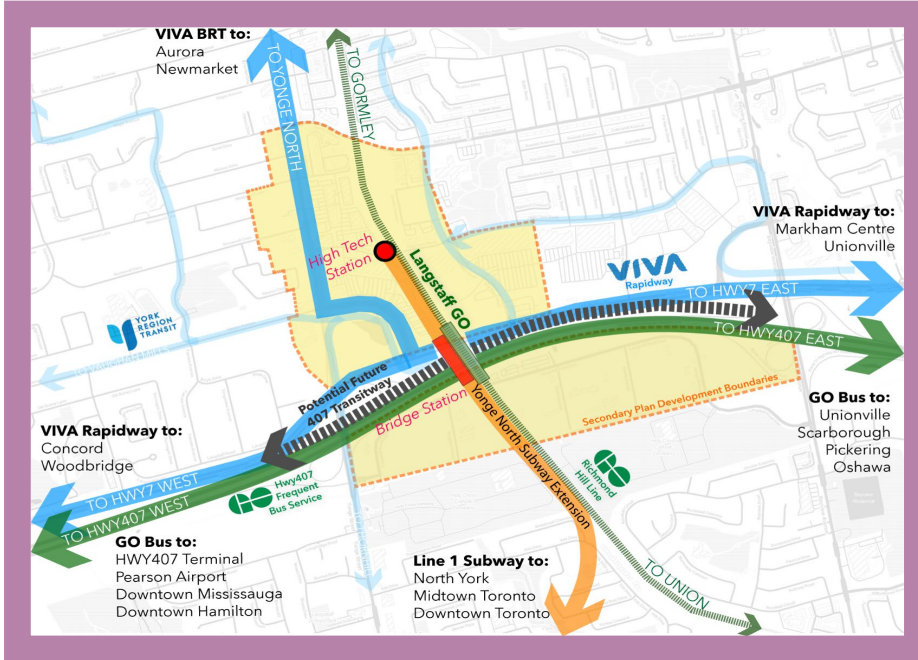 VIVA BRT to:
Aurora
Newmarket
TO YONGE NORTH
TO GORMLEY
High Tech
Station
Langstaff GO
VIVA
Rapidway
VIVA Rapidway to:
Markham Centre
Unionville
TO HWY7 EAST
TO HWY407 EAST
YORK
REGION
TRANSIT
Potential Future
407 Transitway
Bridge Station
Secondary Plan Development Boundaries
GO Bus to:
Unionville
Scarborough
Pickering
Oshawa
VIVA Rapidway to:
Concord
Woodbridge
TO HWY7 WEST
TO HWY407 WEST
GO
Hwy407
Frequent
Bus Service
Yonge North Subway Extension
GO
Richmond
Hill Line
GO Bus to:
HWY407 Terminal
Pearson Airport
Downtown Mississauga
Downtown Hamilton
Line 1 Subway to:
North York
Midtown Toronto
Downtown Toronto
TO UNION